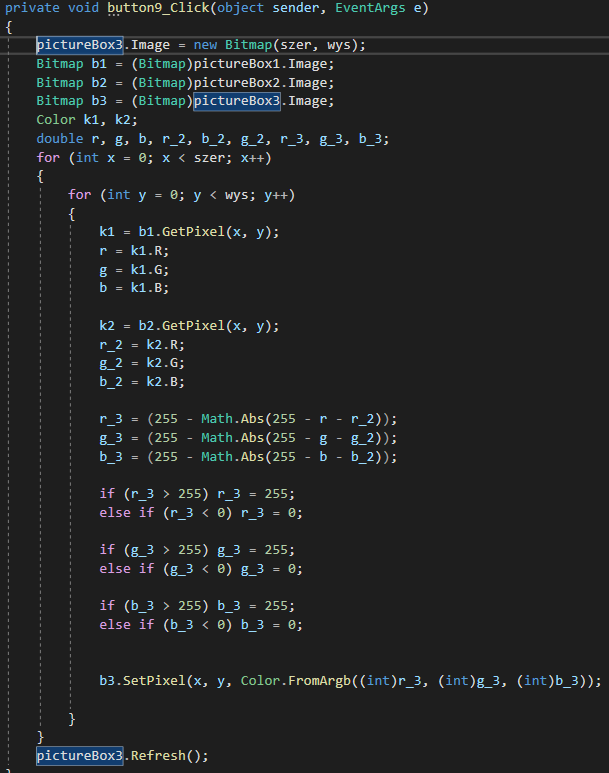 private void button9_Click(object sender, EventArgs e)
{
pictureBox3.Image = new Bitmap(szer, wys);
Bitmap b1 = (Bitmap)pictureBox1.Image;
Bitmap b2 = (Bitmap)pictureBox2.Image;
Bitmap b3 = (Bitmap)pictureBox3.Image;
Color k1, k2;
double r, g, b, r_2, b_2, g_2, r_3, g_3, b_3;
for (int x = 0; x < szer; x++)
{
for (int y = 0; y < wys; y++)
{
k1 = b1.GetPixel(x, y);
r = k1.R;
g = k1.G;
b = k1.B;
k2 = b2.GetPixel(x, y);
r_2 = k2.R;
g_2 = k2.G;
b_2 = k2.B;
r_3 = (255 - Math.Abs(255 - r - r_2));
g_3 = (255 - Math.Abs(255 - g - g_2));
b_3 = (255 - Math.Abs(255 - b - b_2));
if (r_3 > 255) r_3 = 255;
else if (r_3 < 0) r_3 = 0;
if (g_3 > 255) g_3 = 255;
else if (g_3 < 0) g_3 = 0;
if (b_3 > 255) b_3 = 255;
else if (b_3 < 0) b_3 = 0;
b3.SetPixel(x, y, Color.FromArgb((int)r_3, (int)g_3, (int)b_3));
}
}
pictureBox3.Refresh();
}